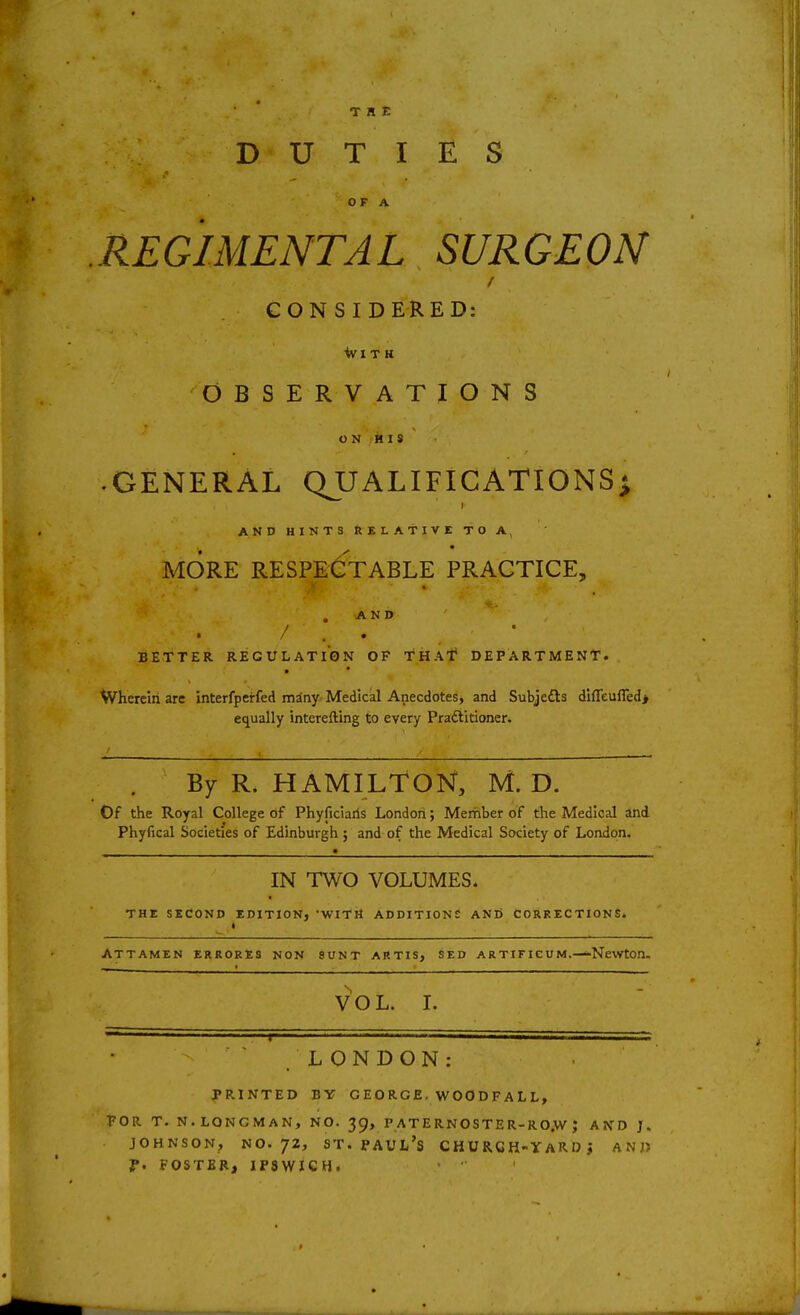 THE
DUTIES
OF A
REGIMENTAL SURGEON
CONSIDERED:
WITH
OBSERVATIONS
ON HIS
GENERAL QUALIFICATIONS;
AND HINTS RELATIVE TO A
MORE RESPECTABLE PRACTICE,
AND
BETTER REGULATION OF THAT DEPARTMENT.
Wherein are interſperſed many Medical Anecdotes, and Subjects diſcuſſed,
equally intereſting to every Practitioner.
By R. HAMILTON, M. D.
Of the Royal College of Phyſicians London; Member of the Medical and
Phyſical Societies of Edinburgh; and of the Medical Society of London.
IN TWO VOLUMES.
THE SECOND EDITION, WITH ADDITIONS AND CORRECTIONS.
ATTAMEN ERRORES NON SUNT ARTIS, SED ARTIFICUM.—Newton.
VOL. I.
LONDON:
PRINTED BY GEORGE WOODFALL,
FOR T. N. LONGMAN, NO. 39, PATERNOSTER-ROW; AND J.
JOHNSON, NO. 72, ST. PAUL'S CHURCH-YARD; AND
P. FOSTER, IPSWICH.